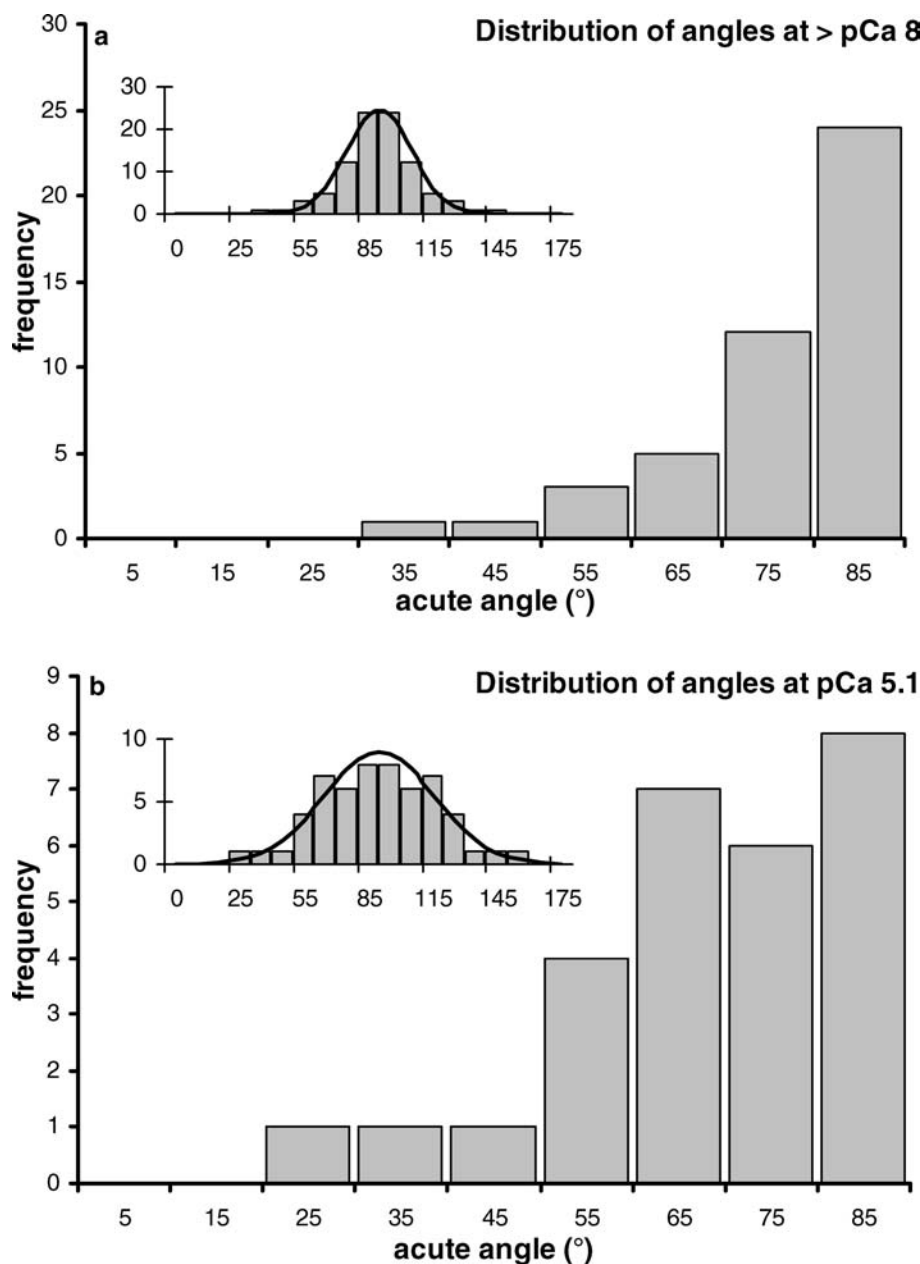 a
Distribution of angles at > pCa 8
30
25
20
15
10
5
0
frequency
30
20
10
0
0 25 55 85 115 145 175
5 15 25 35 45 55 65 75 85
acute angle (°)
b
Distribution of angles at pCa 5.1
9
8
7
6
5
4
3
2
1
0
frequency
10
5
0
0 25 55 85 115 145 175
5 15 25 35 45 55 65 75 85
acute angle (°)